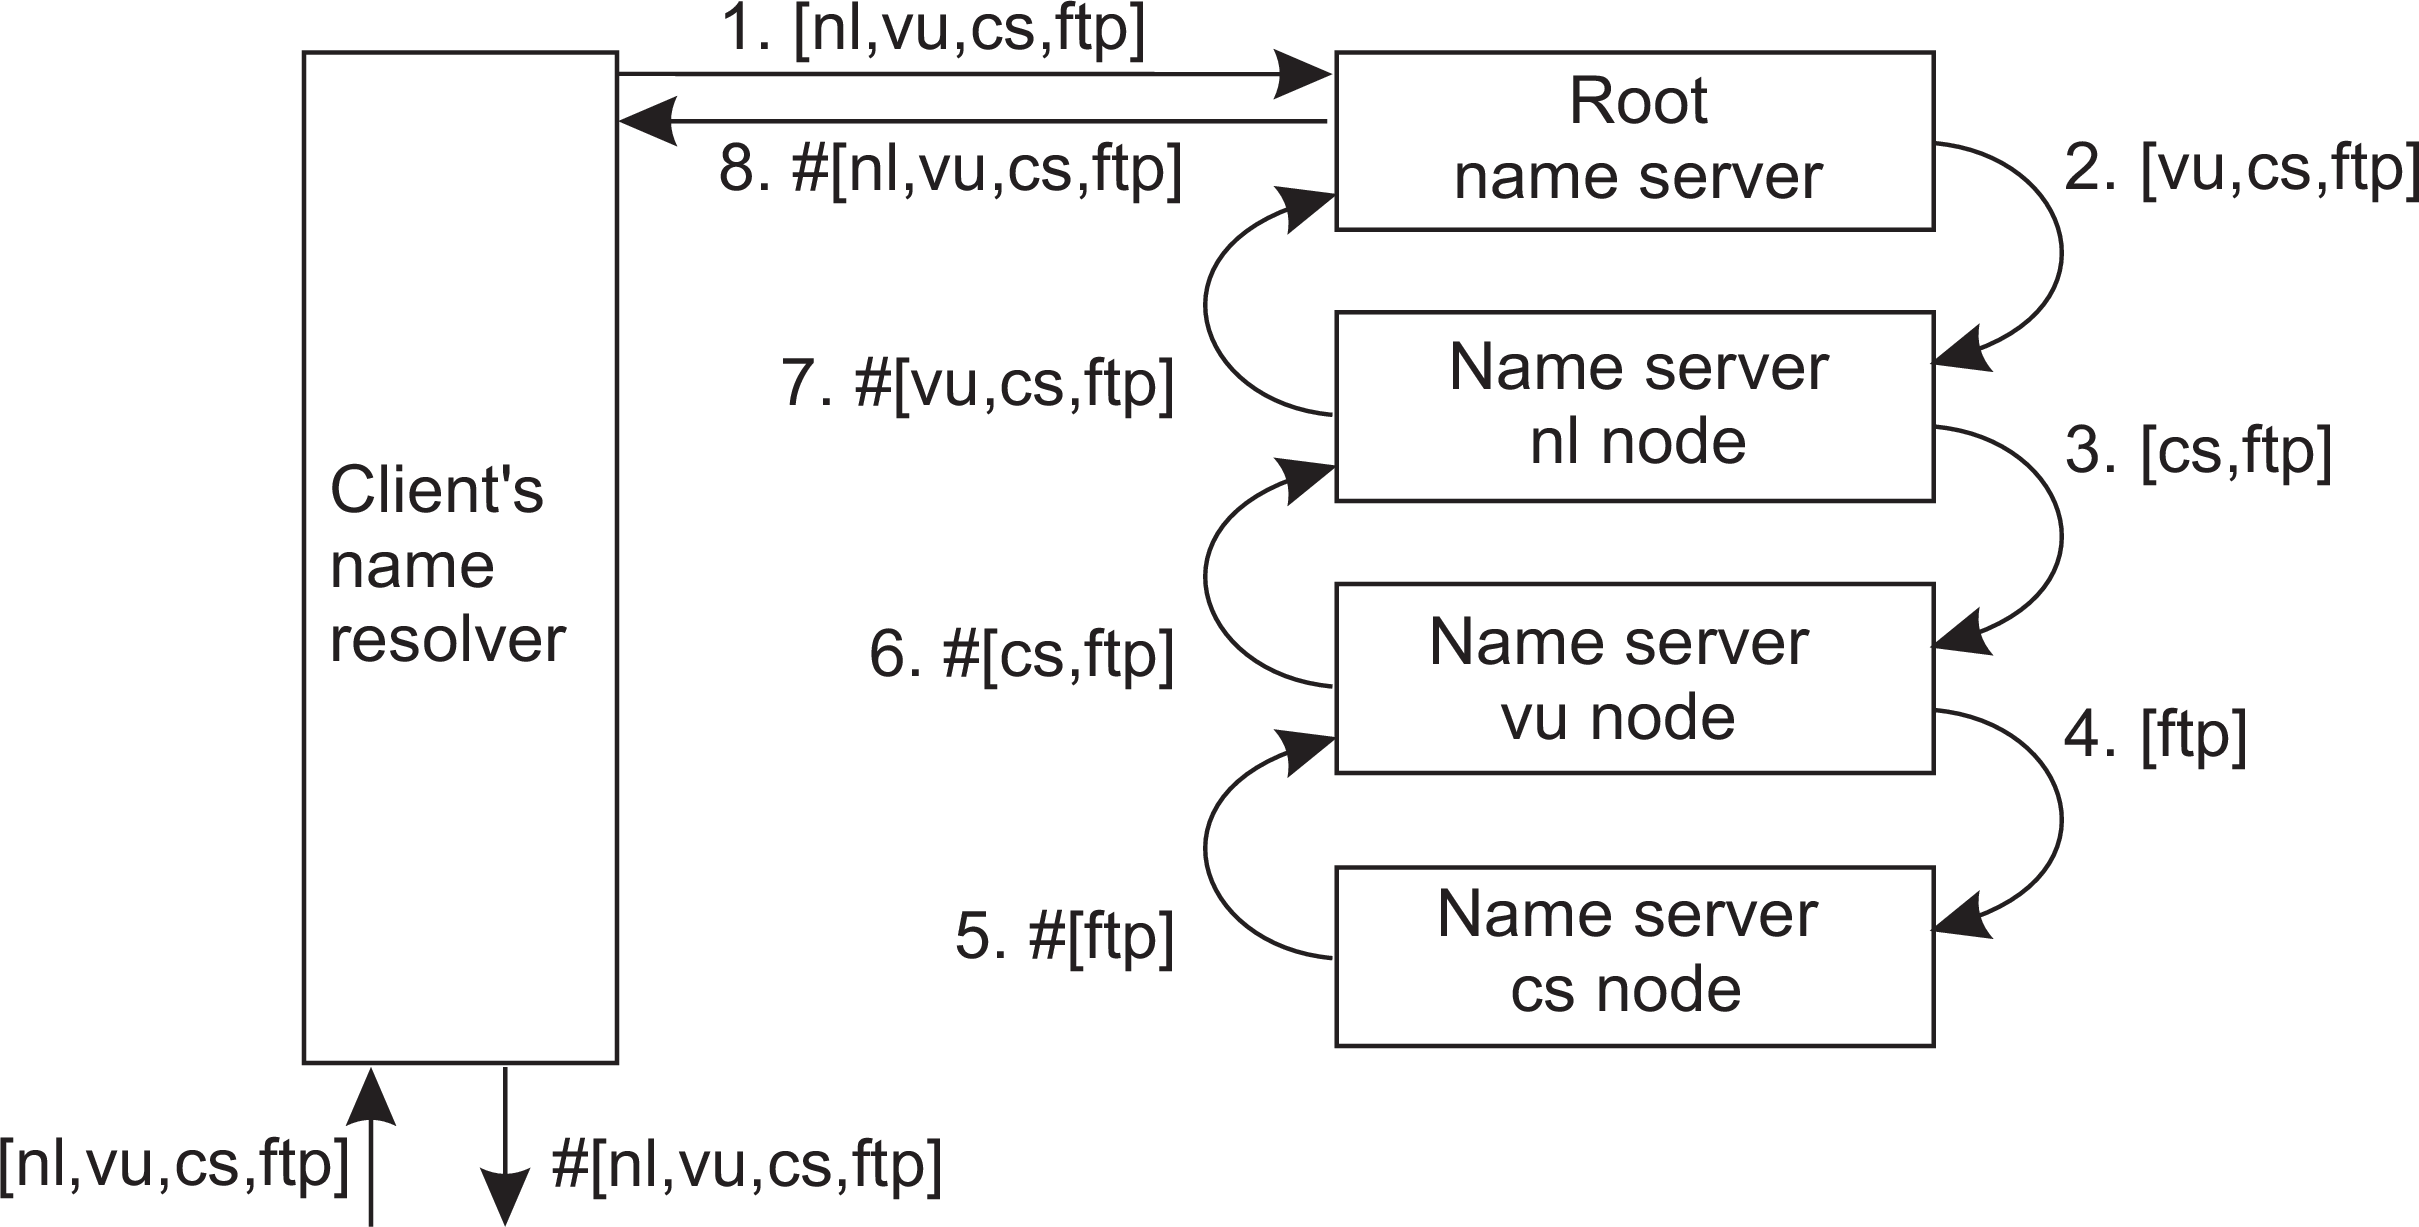 1. [nl,vu,cs,ftp]
8. #[nl,vu,cs,ftp]
Root
name server
2. [vu,cs,ftp]
7. #[vu,cs,ftp]
Name server
nl node
3. [cs,ftp]
Client's
name
resolver
6. #[cs,ftp]
Name server
vu node
4. [ftp]
5. #[ftp]
Name server
cs node
[nl,vu,cs,ftp]
#[nl,vu,cs,ftp]